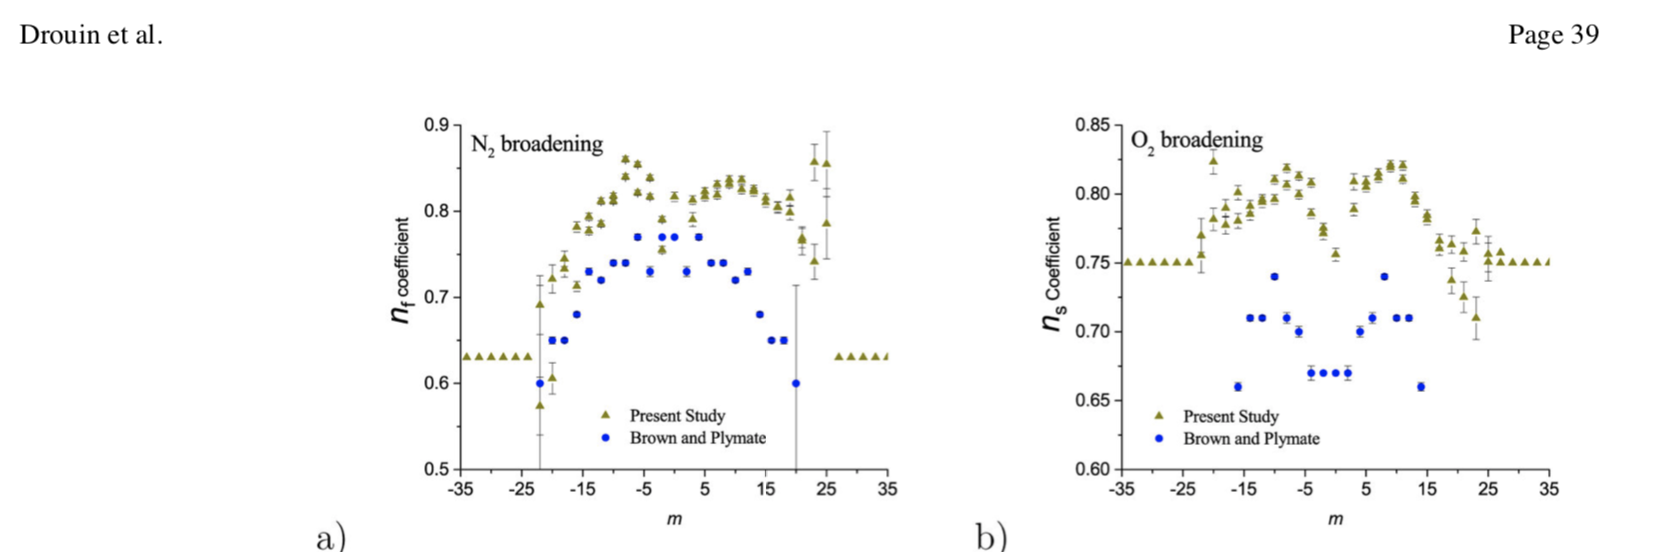 Drouin et al.
Page 39
N2 broadening
nf coefficient
0.9
0.8
0.7
0.6
0.5
-35 -25 -15 -5 5 15 25 35
m
Present Study
Brown and Plymate
a)
O2 broadening
ns Coefficient
0.85
0.80
0.75
0.70
0.65
0.60
-35 -25 -15 -5 5 15 25 35
m
Present Study
Brown and Plymate
b)